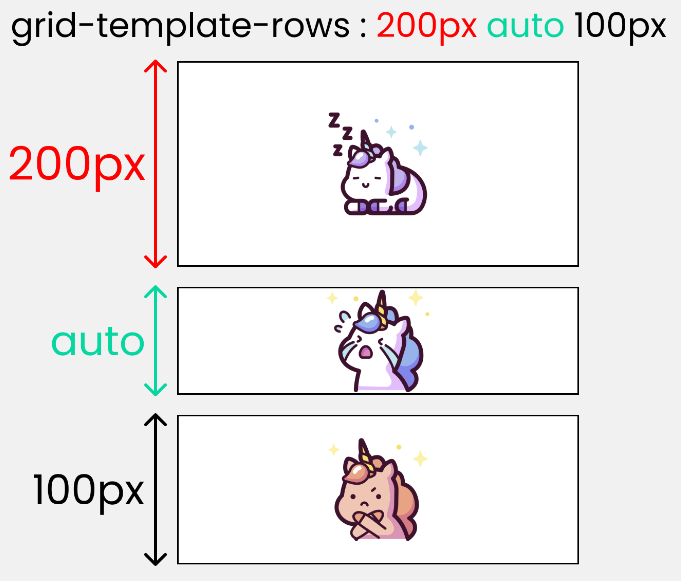 grid-template-rows : 200px auto 100px
z
z
z
200px
auto
100px